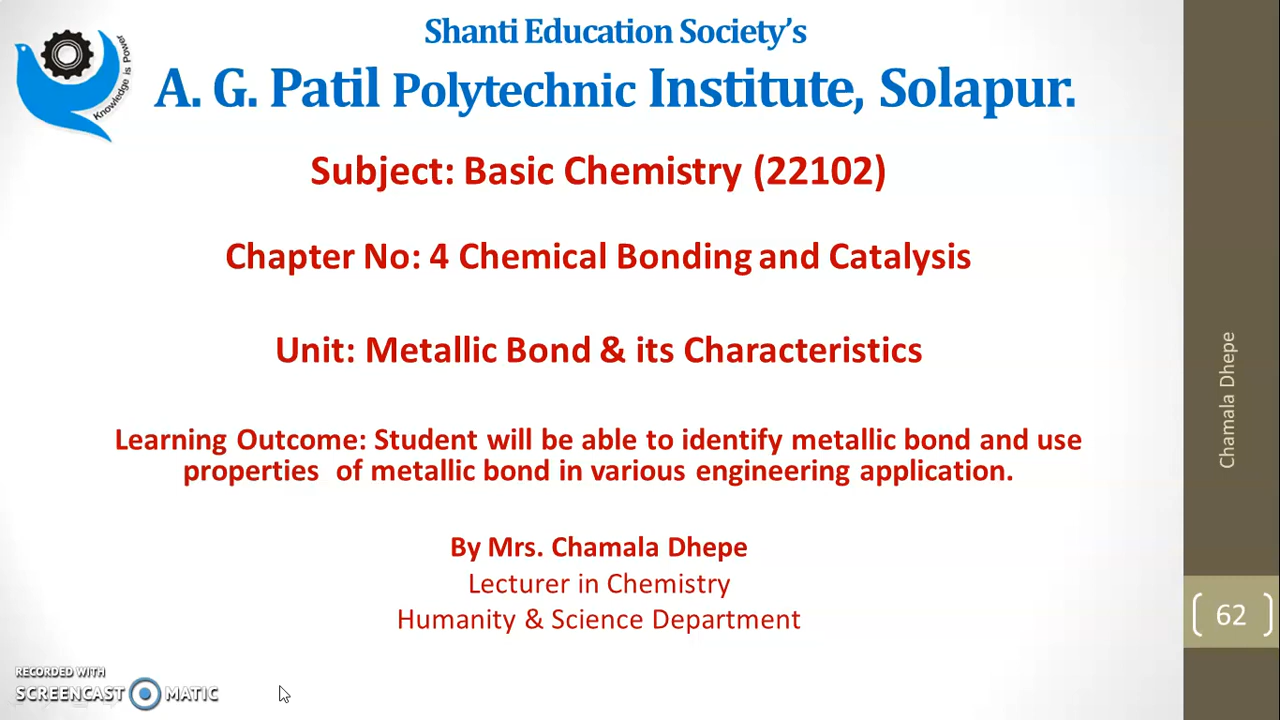 Shanti Education Society's
A. G. Patil Polytechnic Institute, Solapur.
Knowledge is Power
Subject: Basic Chemistry (22102)
Chapter No: 4 Chemical Bonding and Catalysis
Unit: Metallic Bond & its Characteristics
Learning Outcome: Student will be able to identify metallic bond and use
properties of metallic bond in various engineering application.
By Mrs. Chamala Dhepe
Lecturer in Chemistry
Humanity & Science Department
Chamala Dhepe
62
RECORDED WITH
SCREENCAST MATIC